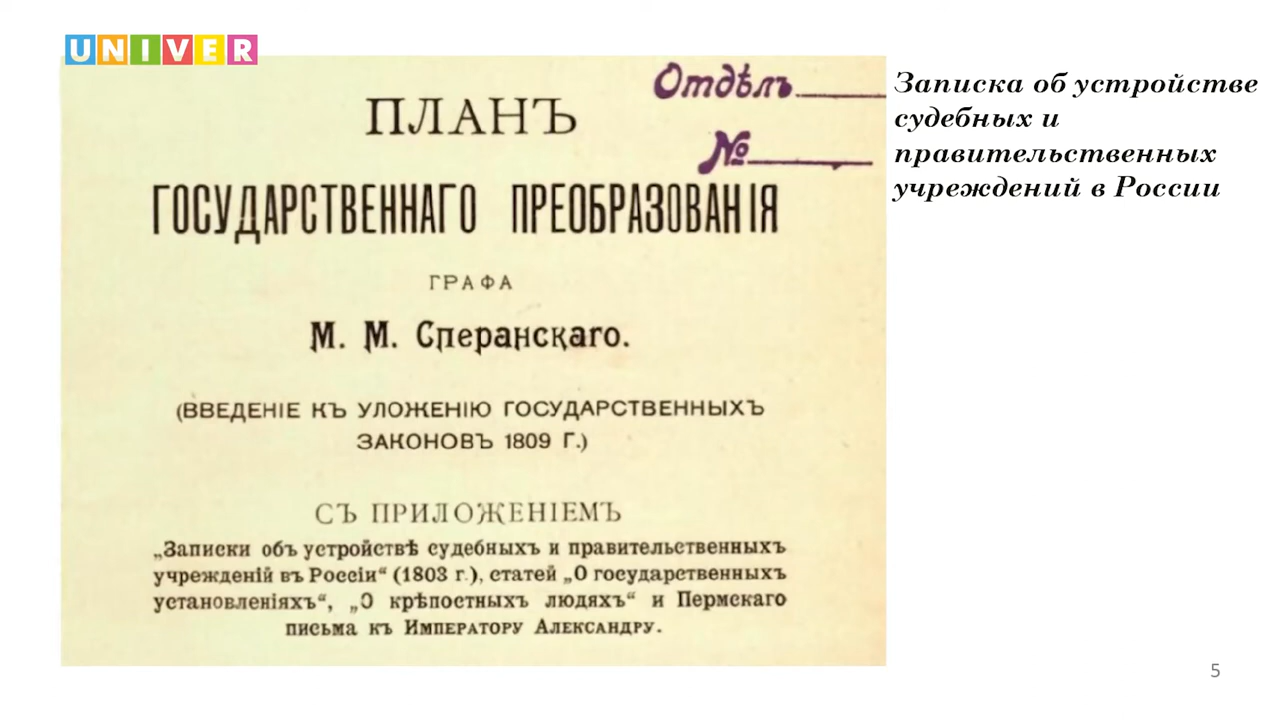 UNIVER
Отдѣлъ
№
ПЛАНЪ
ГОСУДАРСТВЕННАГО ПРЕОБРАЗОВАНІЯ
ГРАФА
М. М. Сперанскаго.
(ВВЕДЕНІЕ КЪ УЛОЖЕНІЮ ГОСУДАРСТВЕННЫХЪ
ЗАКОНОВЪ 1809 Г.)
СЪ ПРИЛОЖЕНІЕМЪ
„Записки объ устройствѣ судебныхъ и правительственныхъ
учрежденій въ Россіи“ (1803 г.), статей „О государственныхъ
установленіяхъ“, „О крѣпостныхъ людяхъ“ и Пермскаго
письма къ Императору Александру.
Записка об устройстве
судебных и
правительственных
учреждений в России
5